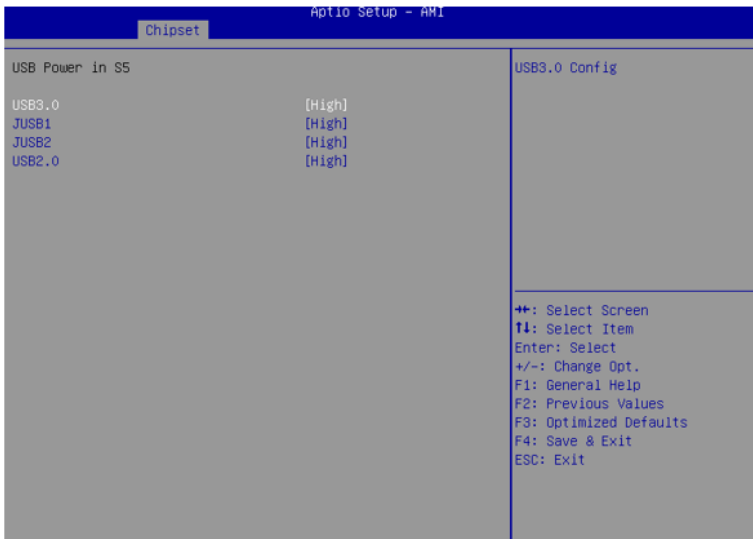 Aptio Setup – AMI
Chipset
USB Power in S5
USB3.0 [High]
JUSB1 [High]
JUSB2 [High]
USB2.0 [High]
USB3.0 Config
→←: Select Screen
↑↓: Select Item
Enter: Select
+/-: Change Opt.
F1: General Help
F2: Previous Values
F3: Optimized Defaults
F4: Save & Exit
ESC: Exit